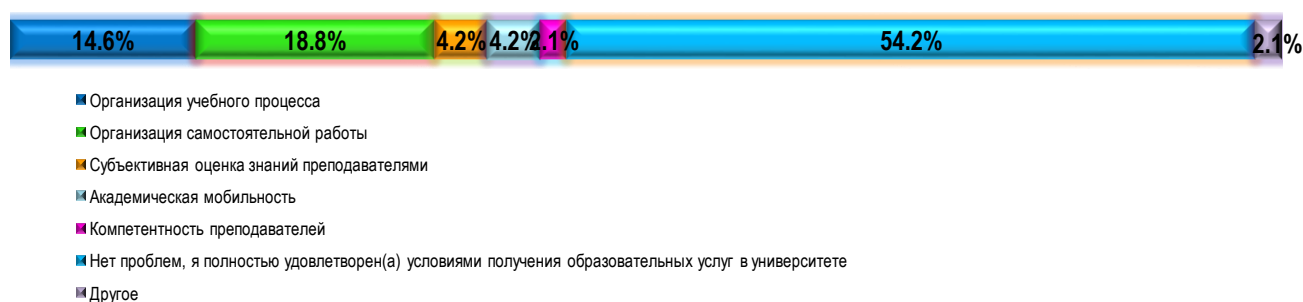 14.6% 18.8% 4.2% 4.2% 2.1% 54.2% 2.1%
Организация учебного процесса
Организация самостоятельной работы
Субъективная оценка знаний преподавателями
Академическая мобильность
Компетентность преподавателей
Нет проблем, я полностью удовлетворен(а) условиями получения образовательных услуг в университете
Другое